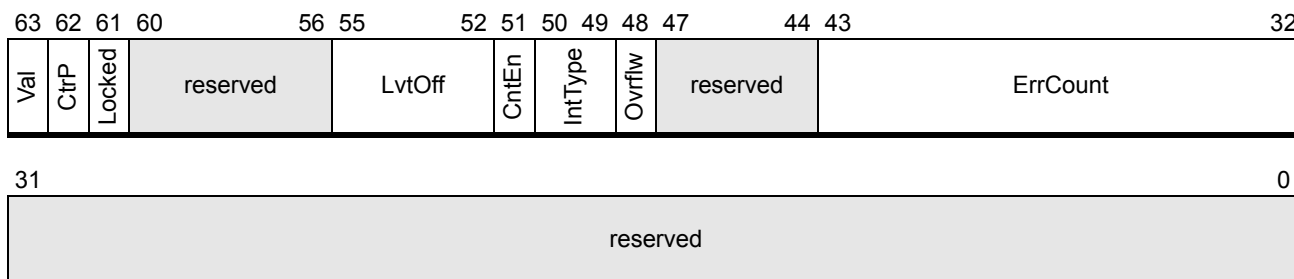 63 62 61 60 56 55 52 51 50 49 48 47 44 43 32
Val CtrP Locked reserved LvtOff CntEn IntType Ovrflw reserved ErrCount
31 0
reserved